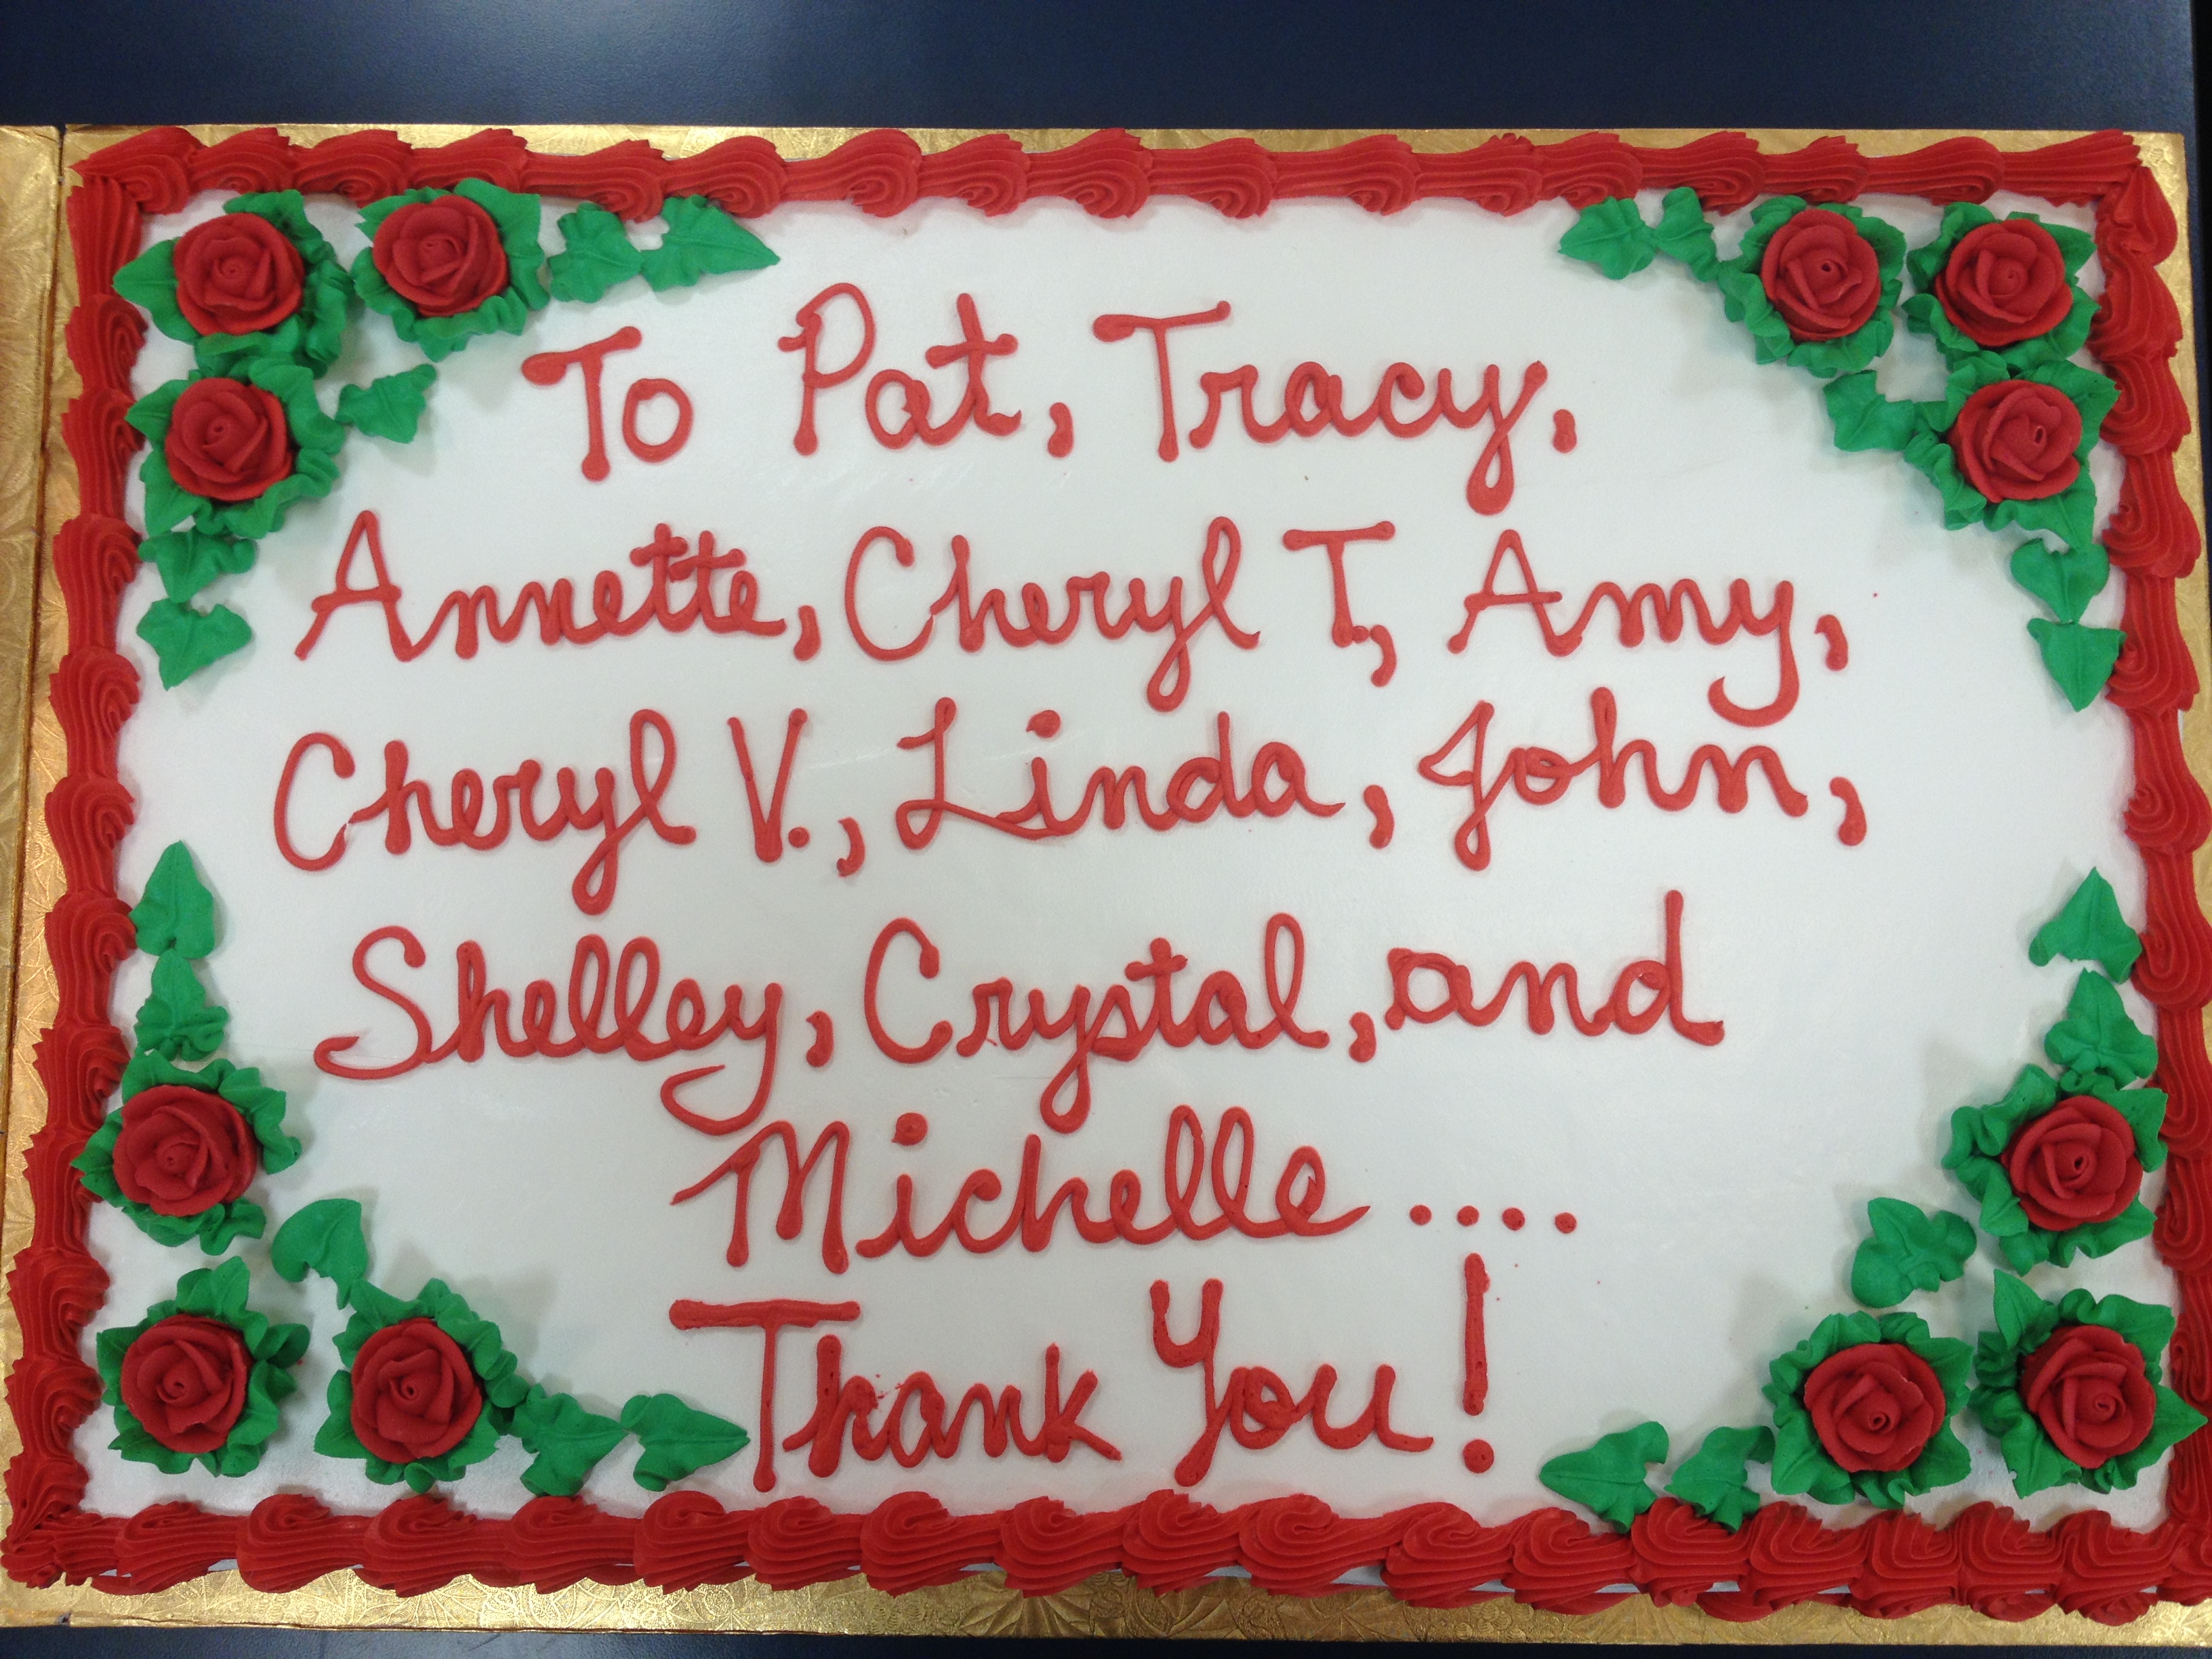 To Pat, Tracy,
Annette, Cheryl T., Amy,
Cheryl V., Linda, John,
Shelley, Crystal, and
Michelle ....
Thank You!